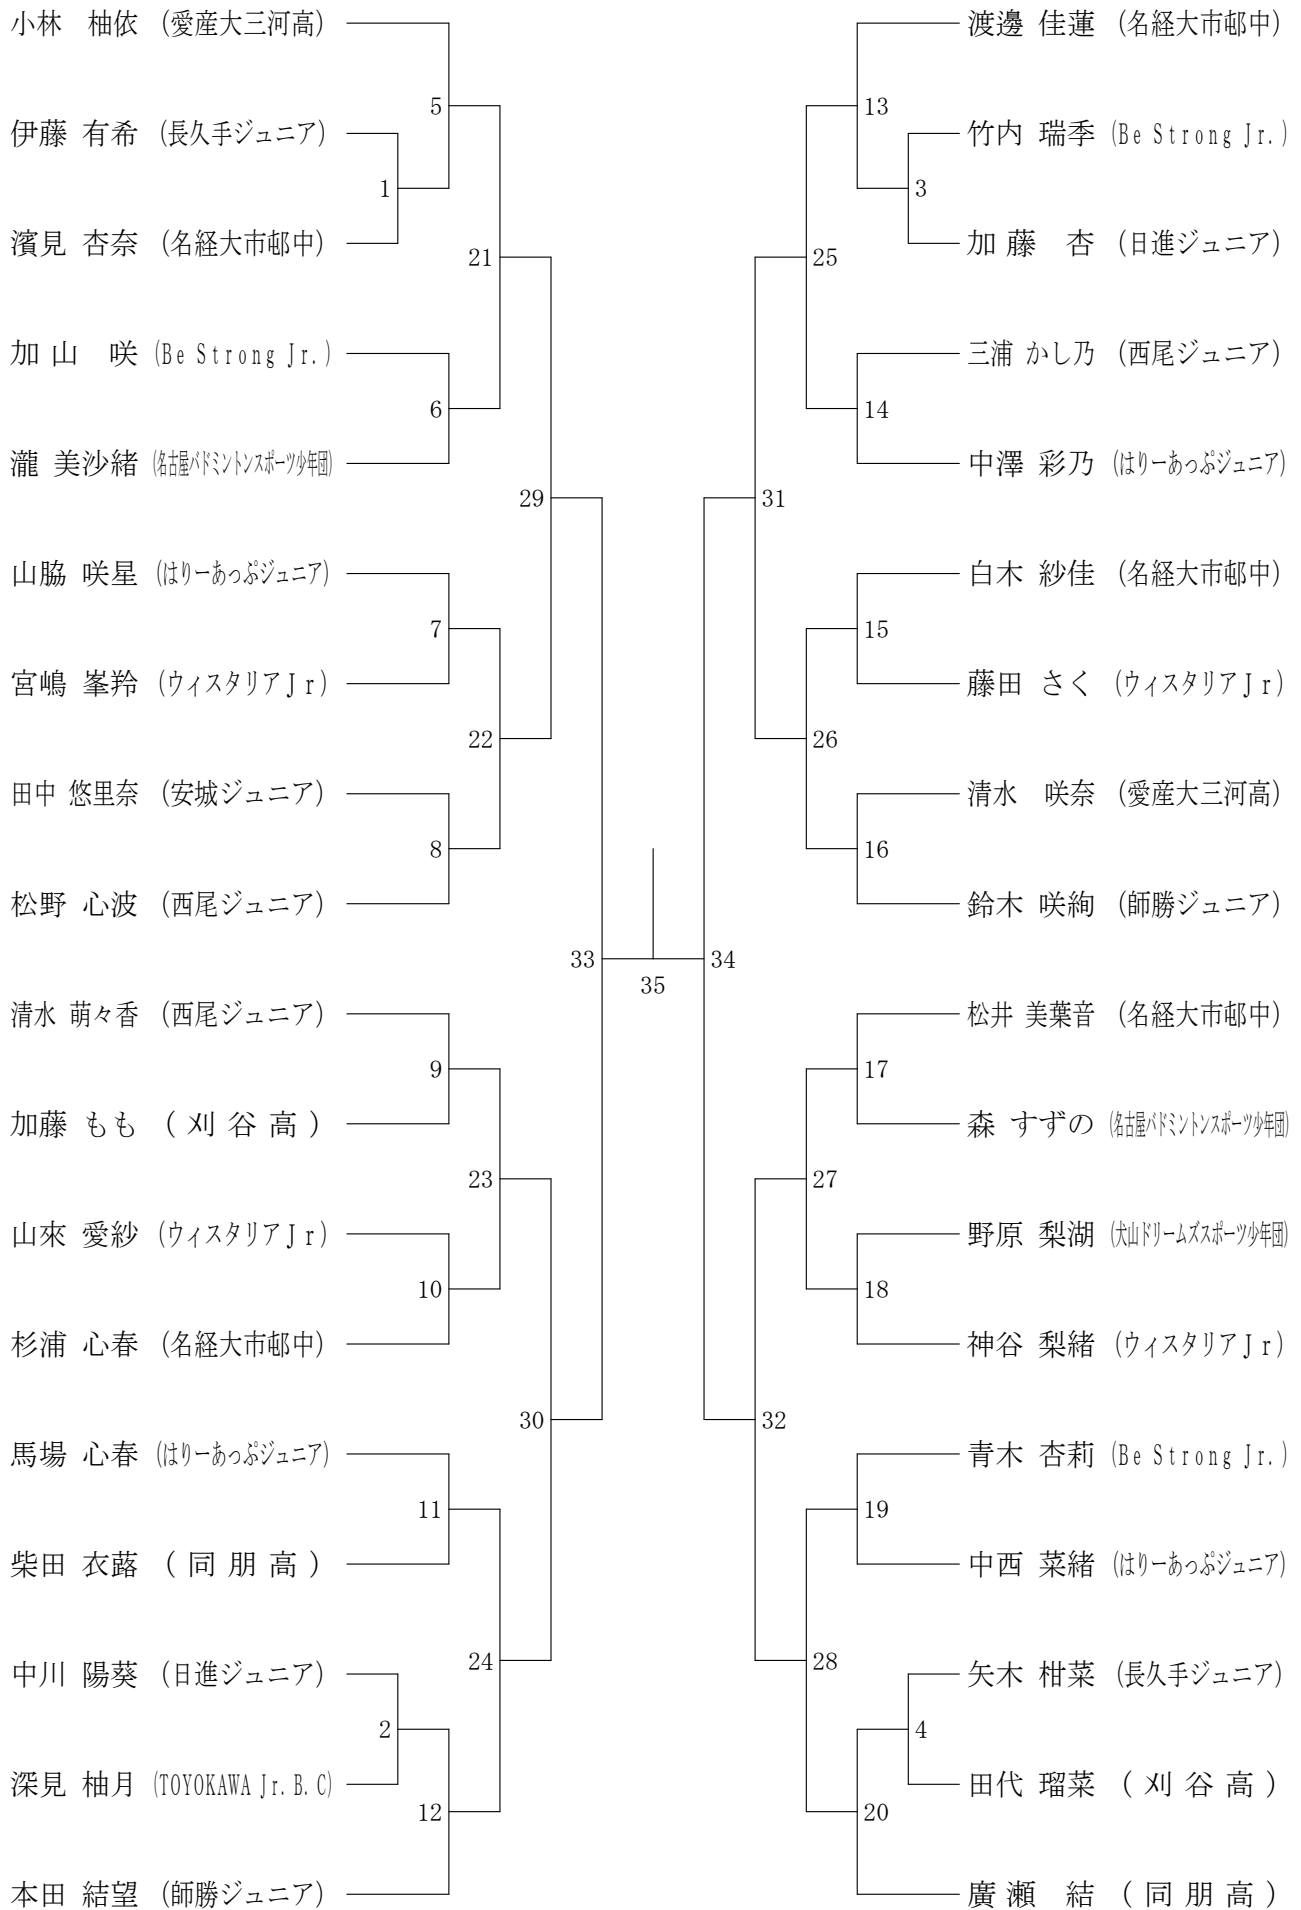 小林　柚依 (愛産大三河高)
5
伊藤 有希 (長久手ジュニア)
1
濱見 杏奈 (名経大市邨中)
21
加 山　咲 (Be Strong Jr.)
6
瀧 美沙緒 (名古屋バドミントンスポーツ少年団)
29
山脇 咲星 (はりーあっぷジュニア)
7
宮嶋 峯羚 (ウィスタリアJr)
22
田中 悠里奈 (安城ジュニア)
8
松野 心波 (西尾ジュニア)
33
清水 萌々香 (西尾ジュニア)
9
加藤 もも (刈谷高)
23
山來 愛紗 (ウィスタリアJr)
10
杉浦 心春 (名経大市邨中)
30
馬場 心春 (はりーあっぷジュニア)
11
柴田 衣蕗 (同朋高)
24
中川 陽葵 (日進ジュニア)
2
深見 柚月 (TOYOKAWA Jr.B.C)
12
本田 結望 (師勝ジュニア)
35
渡邊 佳蓮 (名経大市邨中)
13
竹内 瑞季 (Be Strong Jr.)
3
加 藤　杏 (日進ジュニア)
25
三浦 かし乃 (西尾ジュニア)
14
中澤 彩乃 (はりーあっぷジュニア)
31
白木 紗佳 (名経大市邨中)
15
藤田 さく (ウィスタリアJr)
26
清水　咲奈 (愛産大三河高)
16
鈴木 咲絢 (師勝ジュニア)
34
松井 美葉音 (名経大市邨中)
17
森 すずの (名古屋バドミントンスポーツ少年団)
27
野原 梨湖 (犬山ドリームズスポーツ少年団)
18
神谷 梨緒 (ウィスタリアJr)
32
青木 杏莉 (Be Strong Jr.)
19
中西 菜緒 (はりーあっぷジュニア)
28
矢木 柑菜 (長久手ジュニア)
4
田代 瑠菜 (刈谷高)
20
廣 瀬　結 (同朋高)